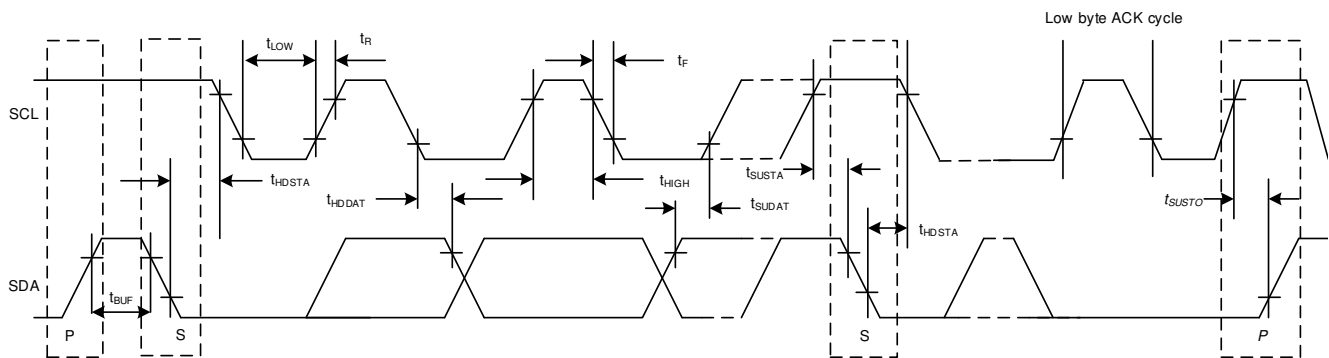 Low byte ACK cycle
tLOW
tR
tF
SCL
tHDSTA
tHDDAT
tHIGH
tSUDAT
tSUSTA
tHDSTA
tSUSTO
SDA
tBUF
P
S
S
P